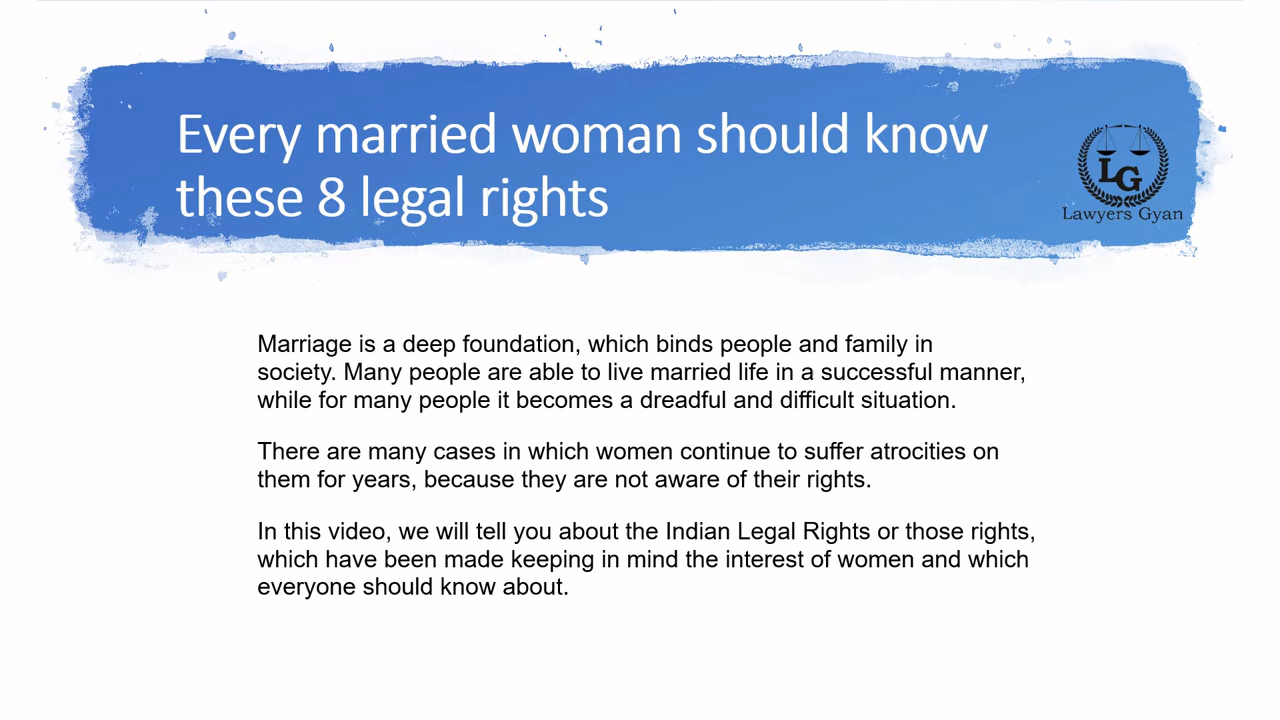 Every married woman should know
these 8 legal rights
LG
Lawyers Gyan
Marriage is a deep foundation, which binds people and family in
society. Many people are able to live married life in a successful manner,
while for many people it becomes a dreadful and difficult situation.
There are many cases in which women continue to suffer atrocities on
them for years, because they are not aware of their rights.
In this video, we will tell you about the Indian Legal Rights or those rights,
which have been made keeping in mind the interest of women and which
everyone should know about.